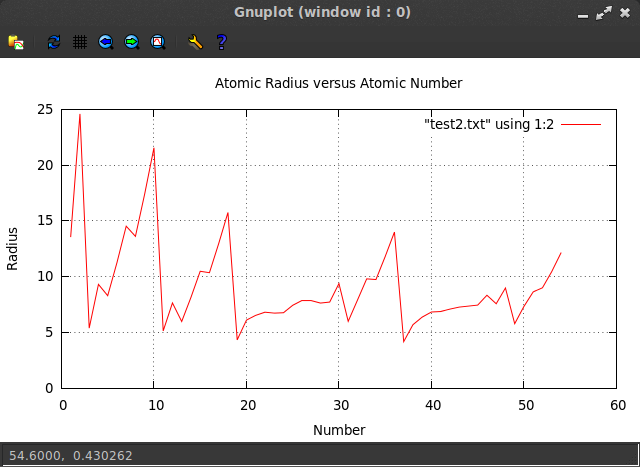 Gnuplot (window id : 0)
Atomic Radius versus Atomic Number
"test2.txt" using 1:2
25
20
15
10
5
0
Radius
0 10 20 30 40 50 60
Number
54.6000, 0.430262